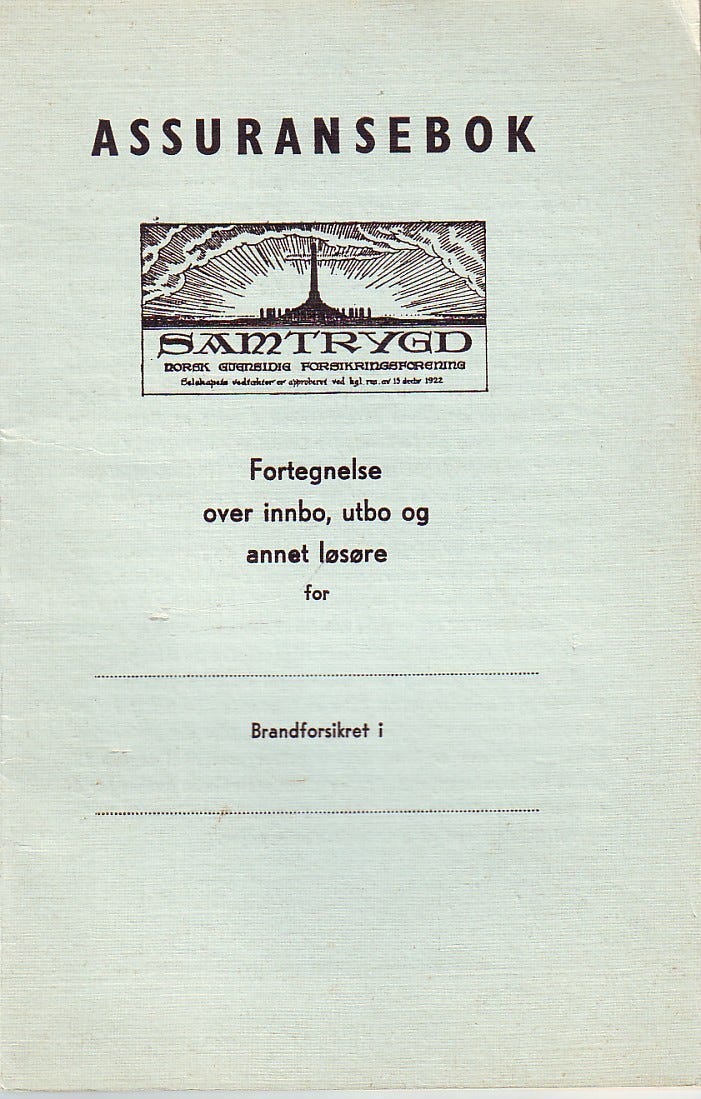 ASSURANSEBOK
SAMTRYGD
NORSK GJENSIDIG FORSIKRINGSFORENING
Selskapets vedtækter er approberet ved kgl. res. av 15 decbr 1922
Fortegnelse
over innbo, utbo og
annet løsøre
for
Brandforsikret i